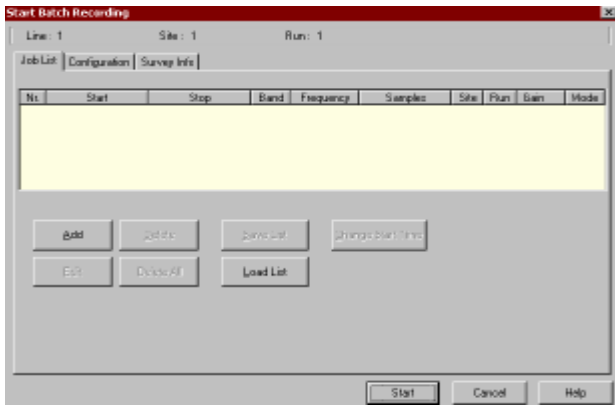 Start Batch Recording
Line: 1 Site: 1 Run: 1
Job List Configuration Survey Info
Nr. Start Stop Band Frequency Samples Site Run Gain Mode
Add Delete Save List Change Start Time
Edit Delete All Load List
Start Cancel Help